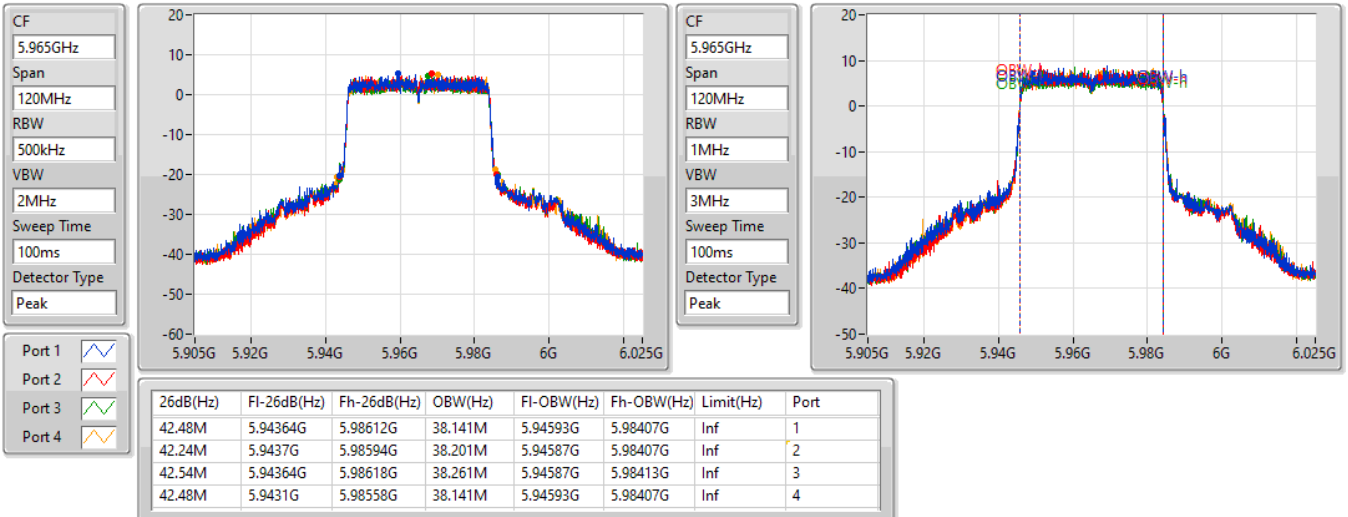 CF
5.965GHz
Span
120MHz
RBW
500kHz
VBW
2MHz
Sweep Time
100ms
Detector Type
Peak
20
10
0
-10
-20
-30
-40
-50
-60
5.905G 5.92G 5.94G 5.96G 5.98G 6G 6.025G
CF
5.965GHz
Span
120MHz
RBW
1MHz
VBW
3MHz
Sweep Time
100ms
Detector Type
Peak
20
10
0
-10
-20
-30
-40
-50
OBW-h
5.905G 5.92G 5.94G 5.96G 5.98G 6G 6.025G
Port 1
Port 2
Port 3
Port 4
26dB(Hz) Fl-26dB(Hz) Fh-26dB(Hz) OBW(Hz) Fl-OBW(Hz) Fh-OBW(Hz) Limit(Hz) Port
42.48M 5.94364G 5.98612G 38.141M 5.94593G 5.98407G Inf 1
42.24M 5.9437G 5.98594G 38.201M 5.94587G 5.98407G Inf 2
42.54M 5.94364G 5.98618G 38.261M 5.94587G 5.98413G Inf 3
42.48M 5.9431G 5.98558G 38.141M 5.94593G 5.98407G Inf 4